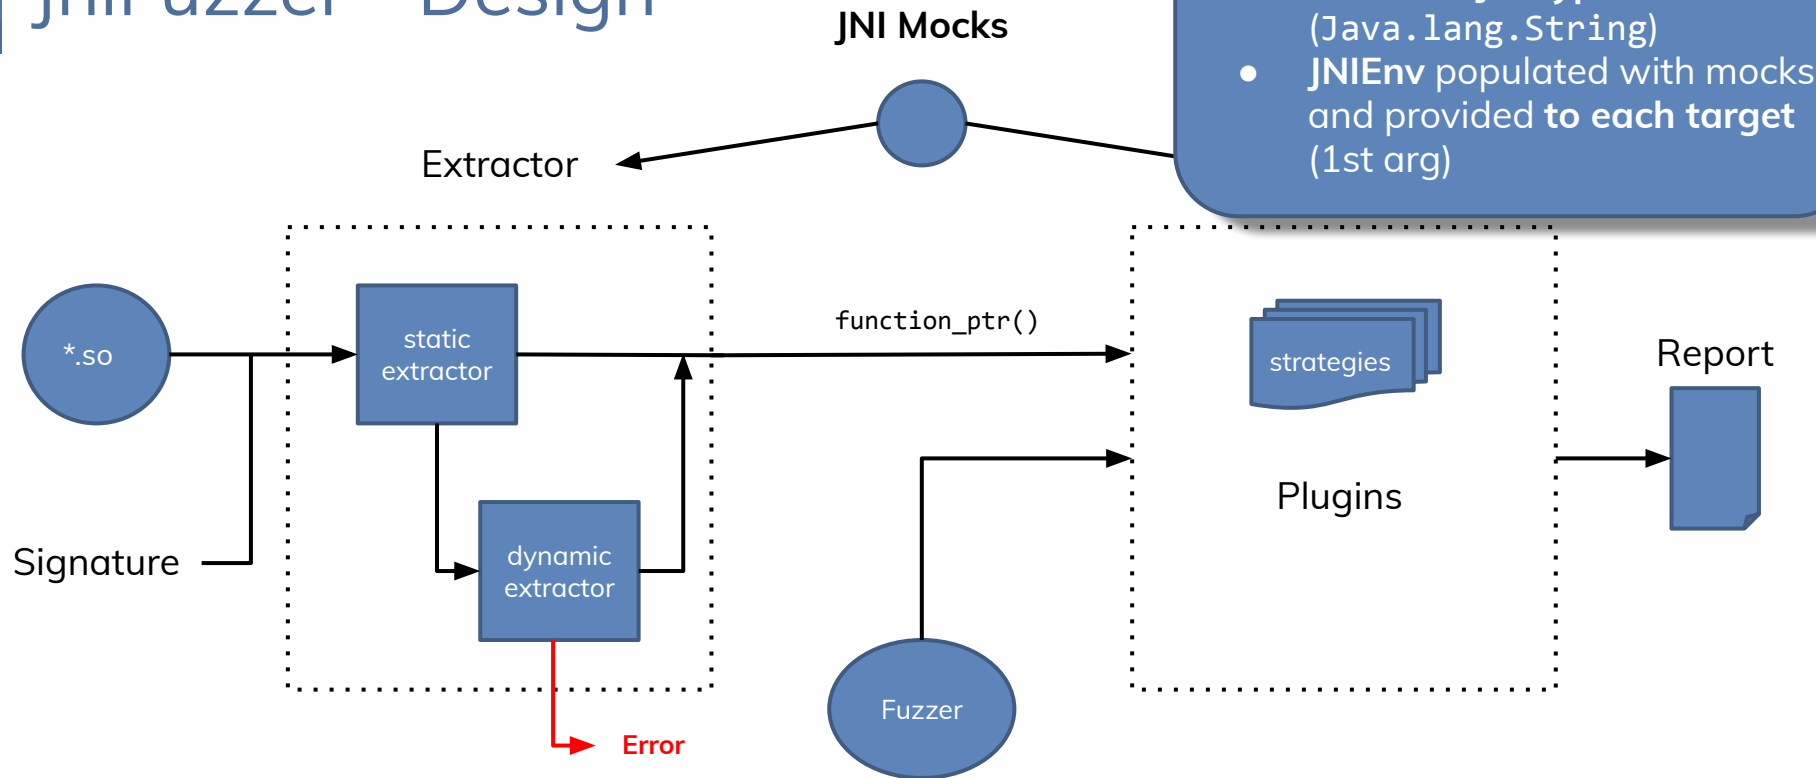 Design
JNI Mocks
(Java.lang.String)
● JNIEnv populated with mocks
and provided to each target
(1st arg)
Extractor
*.so
static
extractor
function_ptr()
strategies
Report
Plugins
Signature
dynamic
extractor
Fuzzer
Error